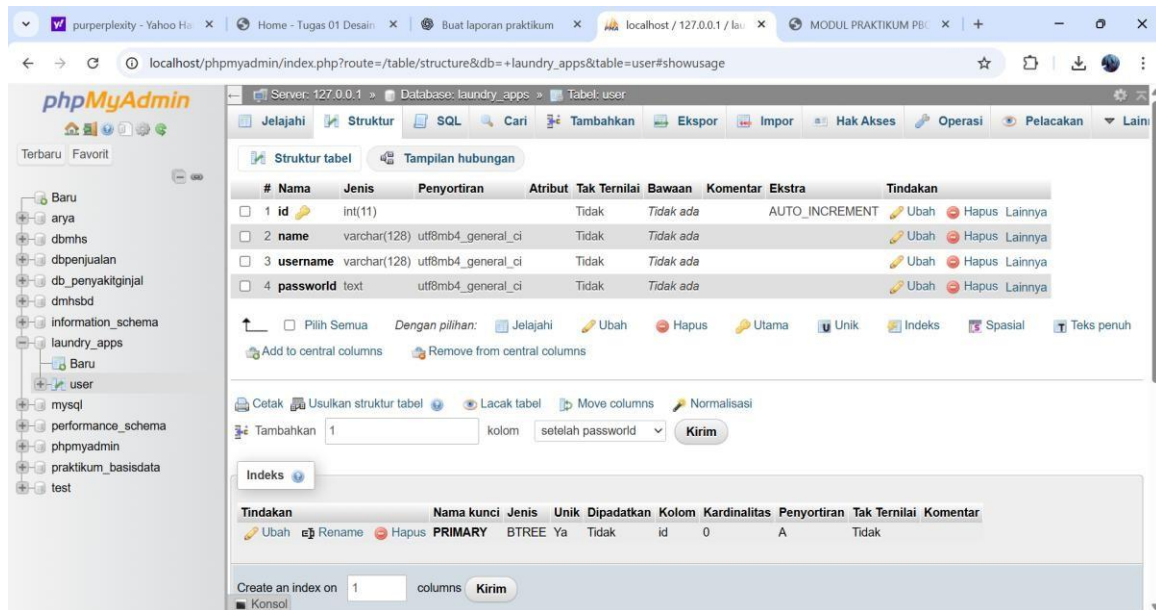 purperplexity - Yahoo Ha
Home - Tugas 01 Desain
Buat laporan praktikum
localhost / 127.0.0.1 / lau
MODUL PRAKTIKUM PBO
localhost/phpmyadmin/index.php?route=/table/structure&db=+laundry_apps&table=user#showusage
phpMyAdmin
Terbaru Favorit
Baru
arya
dbmhs
dbpenjualan
db_penyakitginjal
dmhsbd
information_schema
laundry_apps
Baru
user
mysql
performance_schema
phpmyadmin
praktikum_basisdata
test
Server: 127.0.0.1 » Database: laundry_apps » Tabel: user
Jelajahi Struktur SQL Cari Tambahkan Ekspor Impor Hak Akses Operasi Pelacakan Lain
Struktur tabel Tampilan hubungan
# Nama Jenis Penyortiran Atribut Tak Ternilai Bawaan Komentar Ekstra Tindakan
1 id int(11) Tidak Tidak ada AUTO_INCREMENT Ubah Hapus Lainnya
2 name varchar(128) utf8mb4_general_ci Tidak Tidak ada Ubah Hapus Lainnya
3 username varchar(128) utf8mb4_general_ci Tidak Tidak ada Ubah Hapus Lainnya
4 passworld text utf8mb4_general_ci Tidak Tidak ada Ubah Hapus Lainnya
Pilih Semua Dengan pilihan: Jelajahi Ubah Hapus Utama Unik Indeks Spasial Teks penuh
Add to central columns Remove from central columns
Cetak Usulkan struktur tabel Lacak tabel Move columns Normalisasi
Tambahkan 1 kolom setelah passworld Kirim
Indeks
Tindakan Nama kunci Jenis Unik Dipadatkan Kolom Kardinalitas Penyortiran Tak Ternilai Komentar
Ubah Rename Hapus PRIMARY BTREE Ya Tidak id 0 A Tidak
Create an index on 1 columns Kirim
Konsol